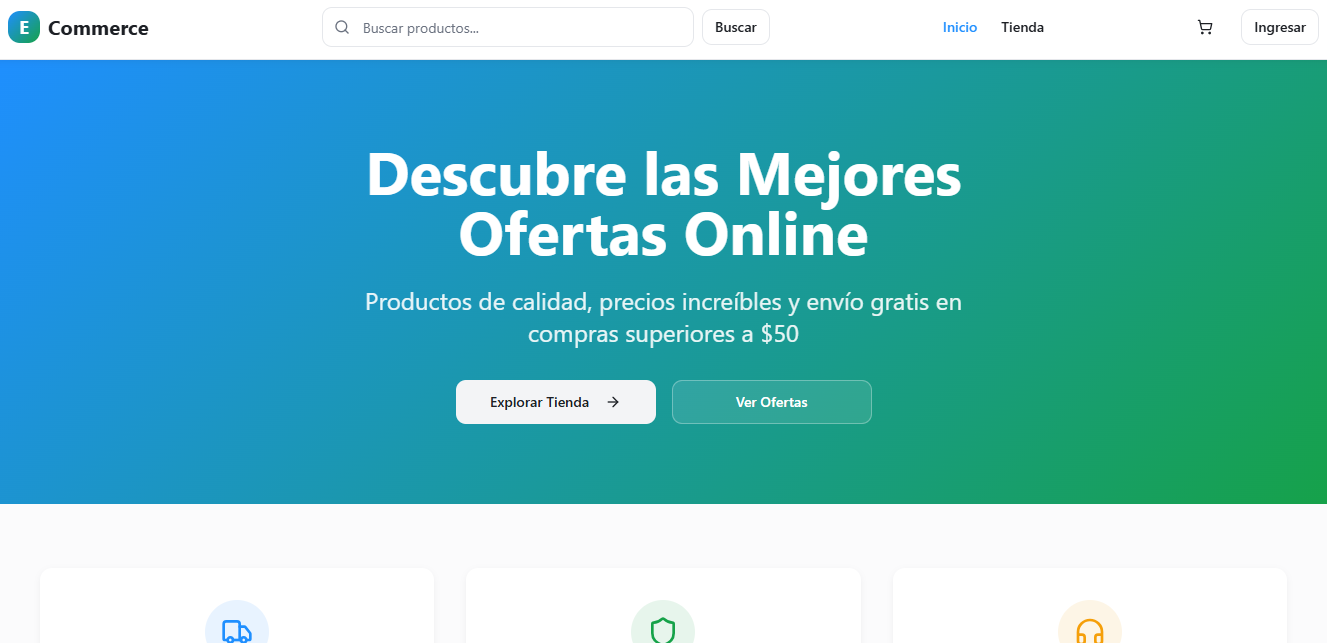 E Commerce
Buscar productos...
Buscar
Inicio
Tienda
Ingresar
Descubre las Mejores
Ofertas Online
Productos de calidad, precios increíbles y envío gratis en
compras superiores a $50
Explorar Tienda
Ver Ofertas